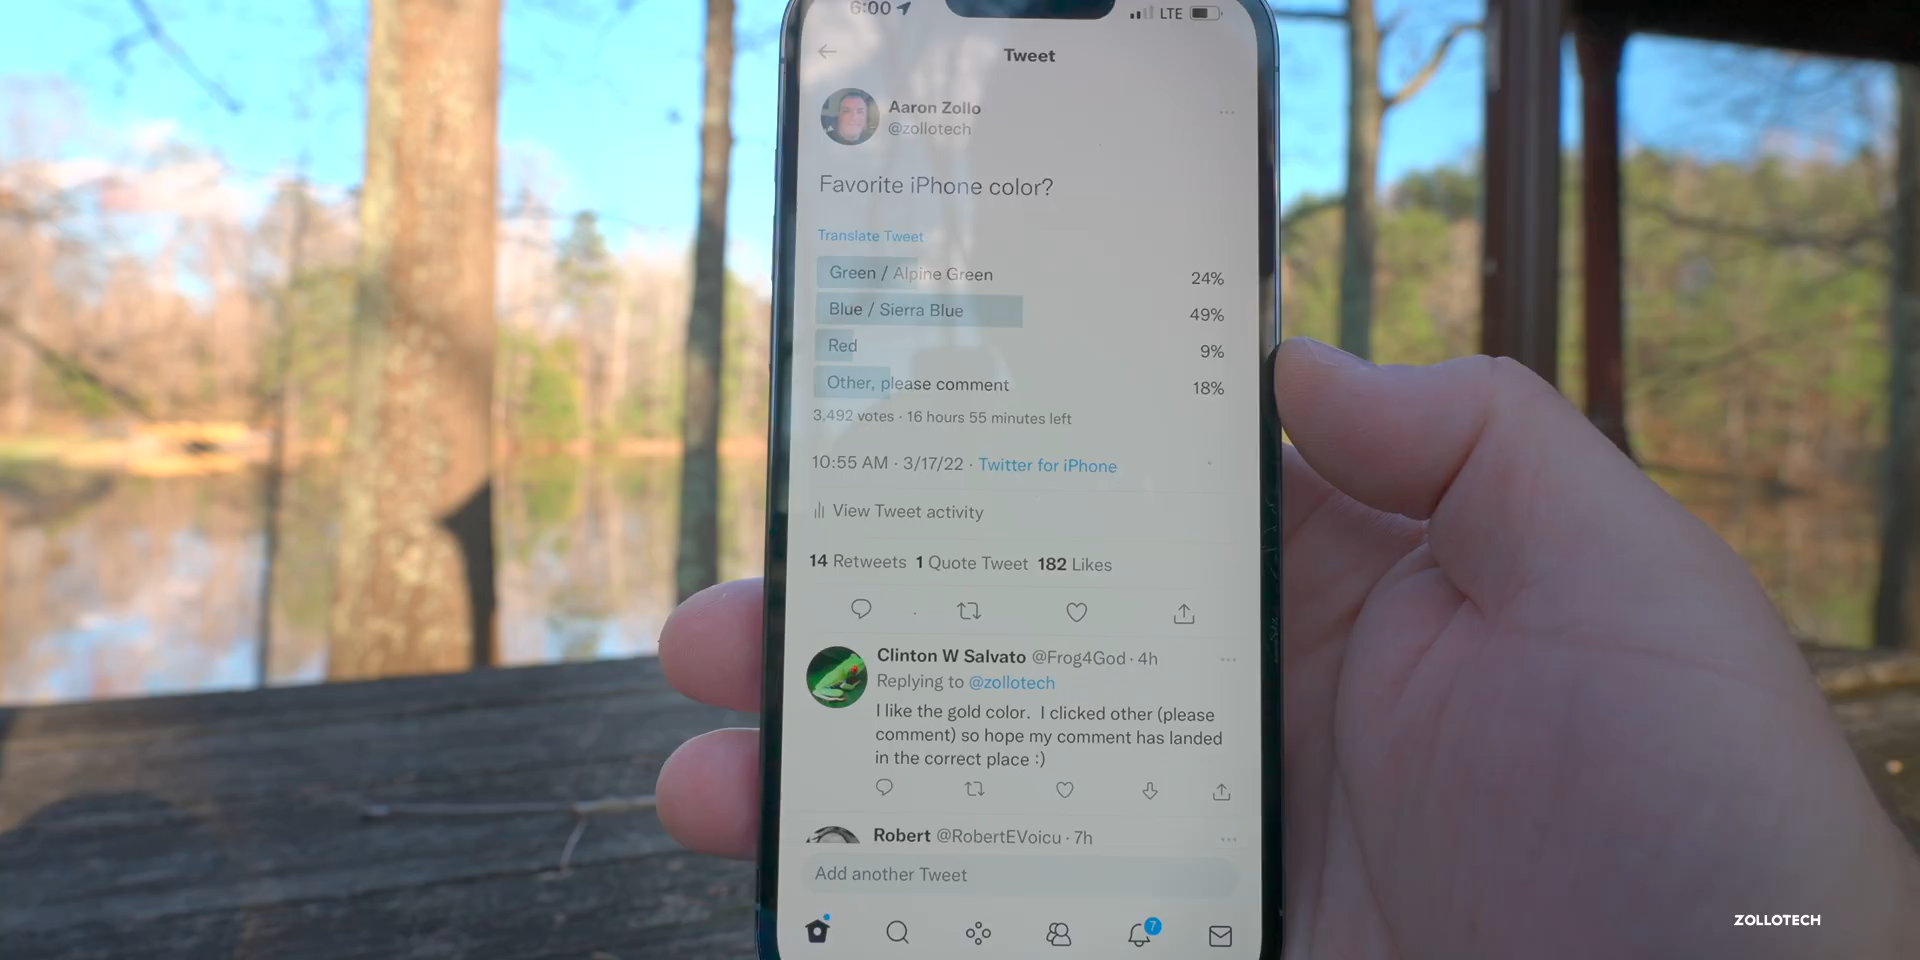 6:00 LTE
Tweet
Aaron Zollo
@zollotech
Favorite iPhone color?
Translate Tweet
Green / Alpine Green 24%
Blue / Sierra Blue 49%
Red 9%
Other, please comment 18%
3,492 votes · 16 hours 55 minutes left
10:55 AM · 3/17/22 · Twitter for iPhone
View Tweet activity
14 Retweets 1 Quote Tweet 182 Likes
Clinton W Salvato @Frog4God · 4h
Replying to @zollotech
I like the gold color. I clicked other (please
comment) so hope my comment has landed
in the correct place :)
Robert @RobertEVoicu · 7h
Add another Tweet
7
ZOLLOTECH